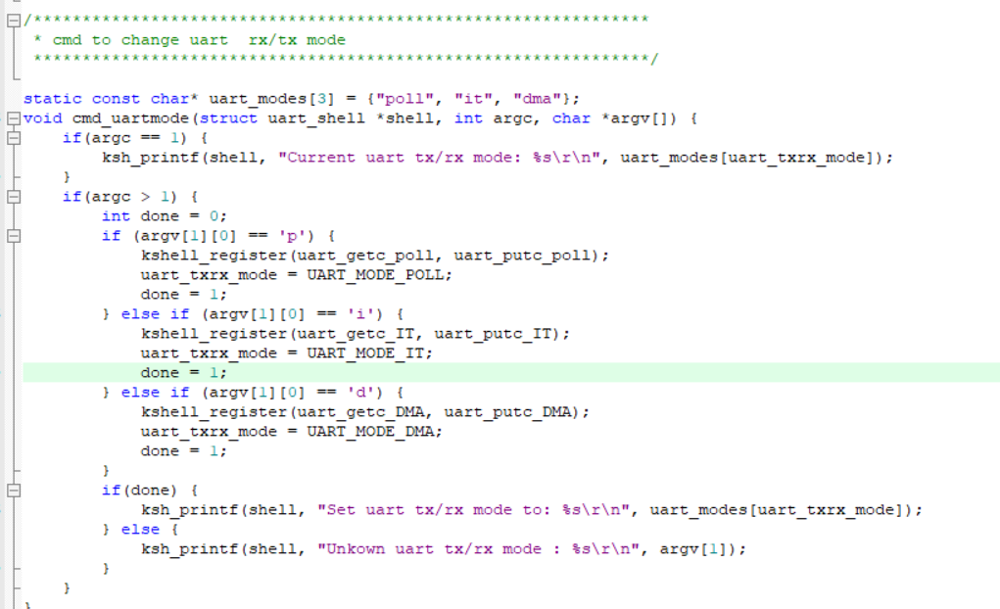 /***************************************************************
 * cmd to change uart  rx/tx mode
 ***************************************************************/
static const char* uart_modes[3] = {"poll", "it", "dma"};
void cmd_uartmode(struct uart_shell *shell, int argc, char *argv[]) {
    if(argc == 1) {
        ksh_printf(shell, "Current uart tx/rx mode: %s\r\n", uart_modes[uart_txrx_mode]);
    }
    if(argc > 1) {
        int done = 0;
        if (argv[1][0] == 'p') {
            kshell_register(uart_getc_poll, uart_putc_poll);
            uart_txrx_mode = UART_MODE_POLL;
            done = 1;
        } else if (argv[1][0] == 'i') {
            kshell_register(uart_getc_IT, uart_putc_IT);
            uart_txrx_mode = UART_MODE_IT;
            done = 1;
        } else if (argv[1][0] == 'd') {
            kshell_register(uart_getc_DMA, uart_putc_DMA);
            uart_txrx_mode = UART_MODE_DMA;
            done = 1;
        }
        if(done) {
            ksh_printf(shell, "Set uart tx/rx mode to: %s\r\n", uart_modes[uart_txrx_mode]);
        } else {
            ksh_printf(shell, "Unkown uart tx/rx mode : %s\r\n", argv[1]);
        }
    }
}